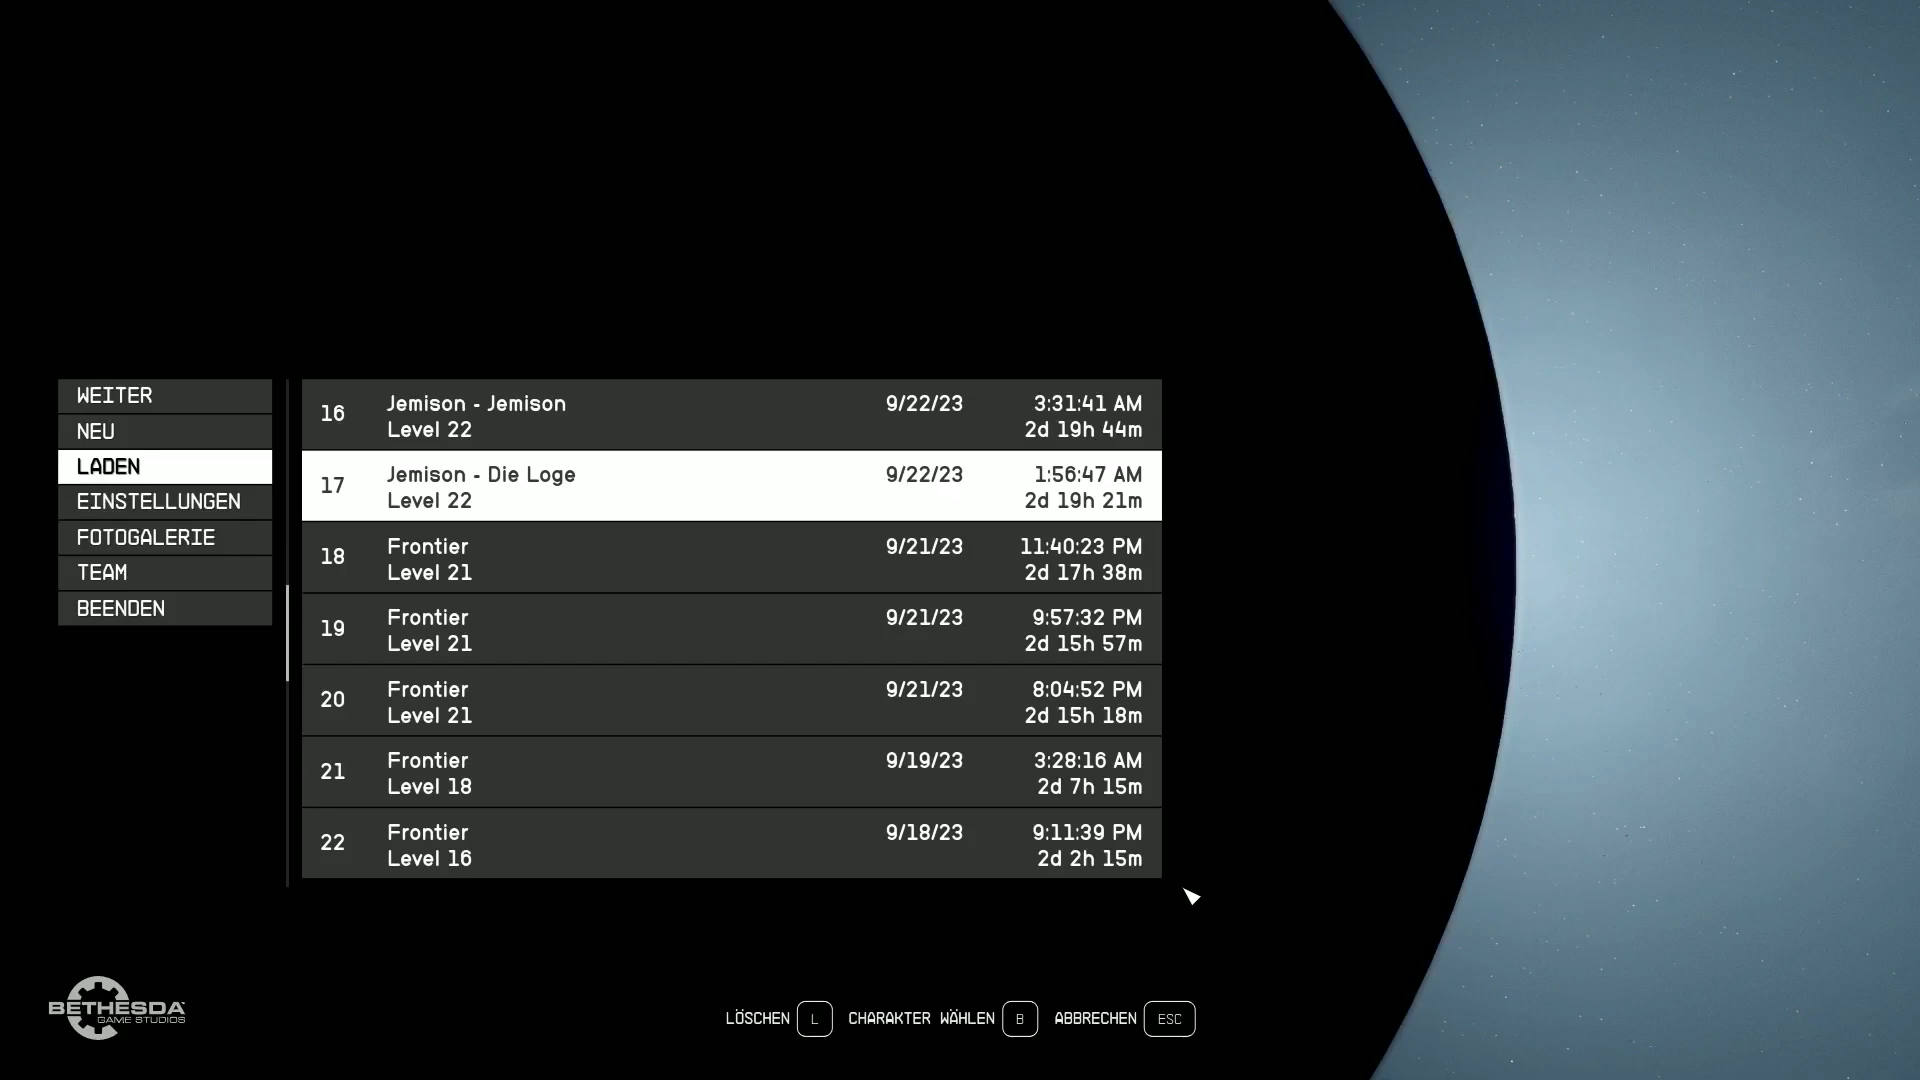 WEITER
NEU
LADEN
EINSTELLUNGEN
FOTOGALERIE
TEAM
BEENDEN
16 Jemison - Jemison 9/22/23 3:31:41 AM
Level 22 2d 19h 44m
17 Jemison - Die Loge 9/22/23 1:56:47 AM
Level 22 2d 19h 21m
18 Frontier 9/21/23 11:40:23 PM
Level 21 2d 17h 38m
19 Frontier 9/21/23 9:57:32 PM
Level 21 2d 15h 57m
20 Frontier 9/21/23 8:04:52 PM
Level 21 2d 15h 18m
21 Frontier 9/19/23 3:28:16 AM
Level 18 2d 7h 15m
22 Frontier 9/18/23 9:11:39 PM
Level 16 2d 2h 15m
BETHESDA
GAME STUDIOS
LÖSCHEN L CHARAKTER WÄHLEN B ABBRECHEN ESC